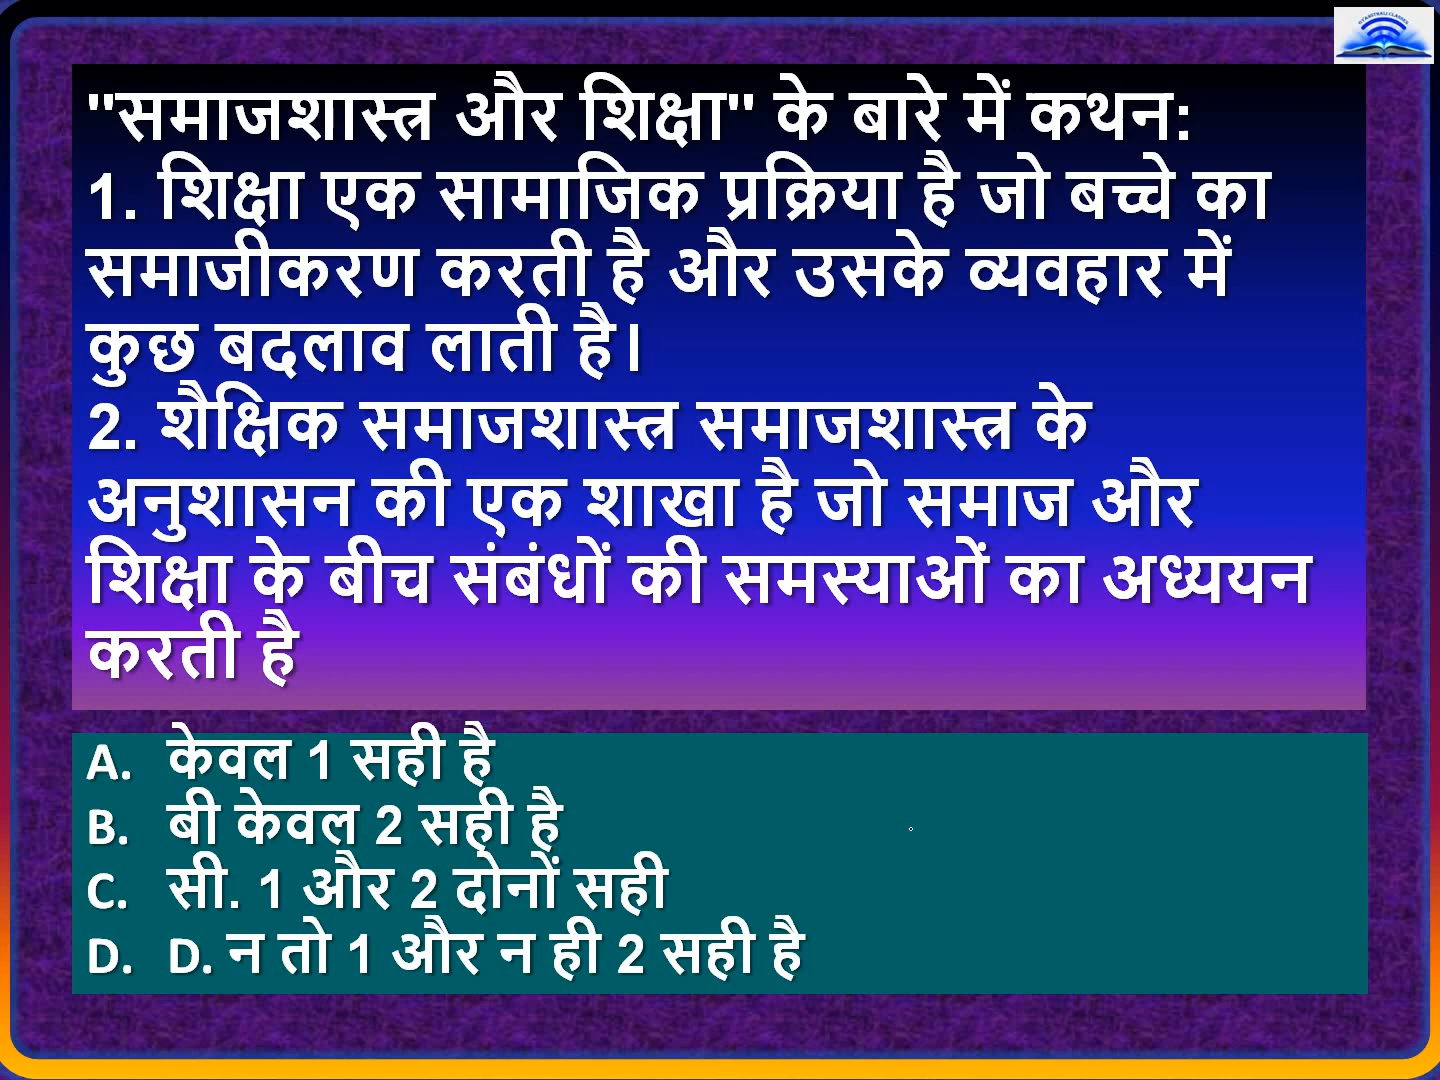 "समाजशास्त्र और शिक्षा" के बारे में कथन:
1. शिक्षा एक सामाजिक प्रक्रिया है जो बच्चे का
समाजीकरण करती है और उसके व्यवहार में
कुछ बदलाव लाती है।
2. शैक्षिक समाजशास्त्र समाजशास्त्र के
अनुशासन की एक शाखा है जो समाज और
शिक्षा के बीच संबंधों की समस्याओं का अध्ययन
करती है
A. केवल 1 सही है
B. बी केवल 2 सही है
C. सी. 1 और 2 दोनों सही
D. D. न तो 1 और न ही 2 सही है